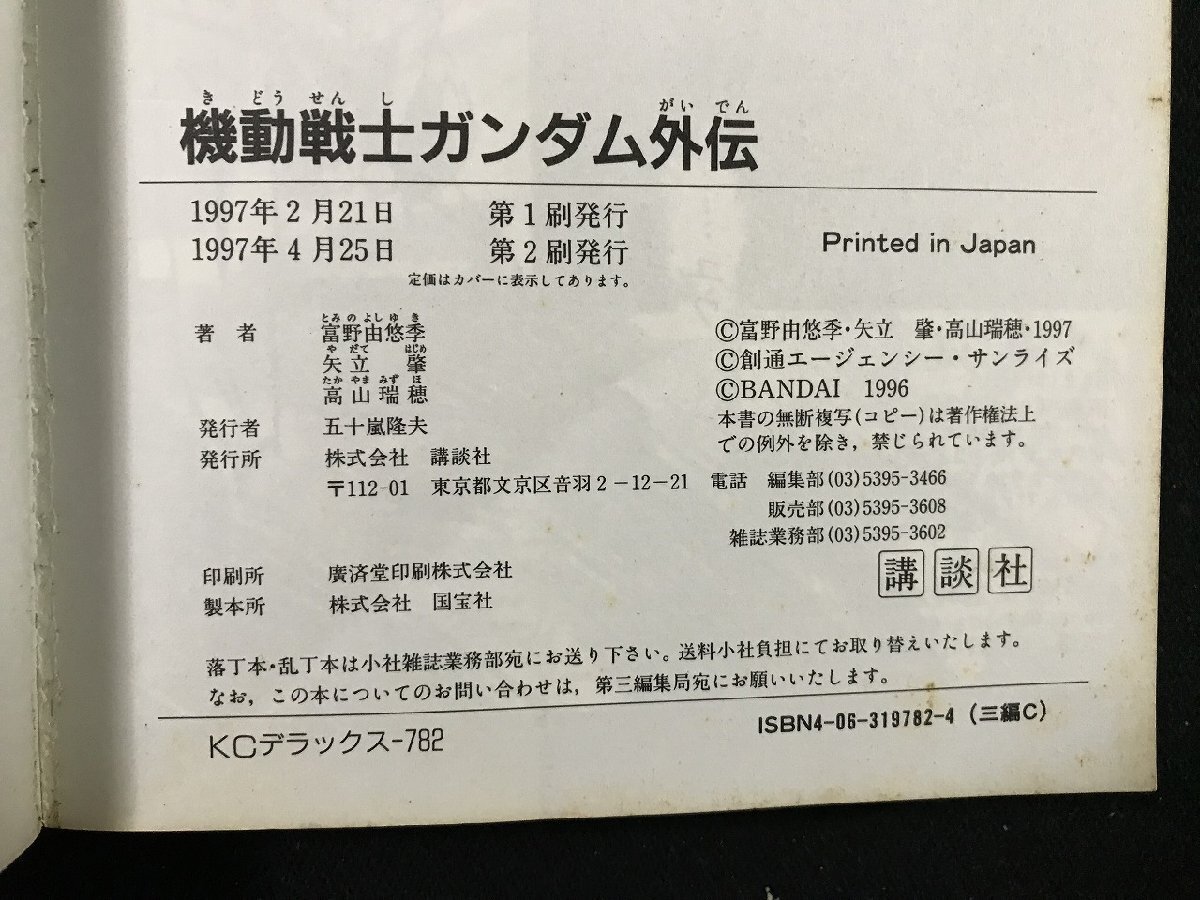 きどうせんし がいでん
機動戦士ガンダム外伝
1997年2月21日 第1刷発行
1997年4月25日 第2刷発行
Printed in Japan
定価はカバーに表示してあります。
とみのよしゆき
著者 富野由悠季
やだて はじめ
矢立 肇
たかやまみずほ
高山瑞穂
発行者 五十嵐隆夫
発行所 株式会社 講談社
〒112-01 東京都文京区音羽2-12-21
©富野由悠季・矢立 肇・高山瑞穂・1997
©創通エージェンシー・サンライズ
©BANDAI 1996
本書の無断複写(コピー)は著作権法上
での例外を除き，禁じられています。
電話 編集部(03)5395-3466
販売部(03)5395-3608
雑誌業務部(03)5395-3602
印刷所 廣済堂印刷株式会社
製本所 株式会社 国宝社
講談社
落丁本・乱丁本は小社雑誌業務部宛にお送り下さい。送料小社負担にてお取り替えいたします。
なお，この本についてのお問い合わせは，第三編集局宛にお願いいたします。
KCデラックス-782
ISBN4-06-319782-4 (三編C)